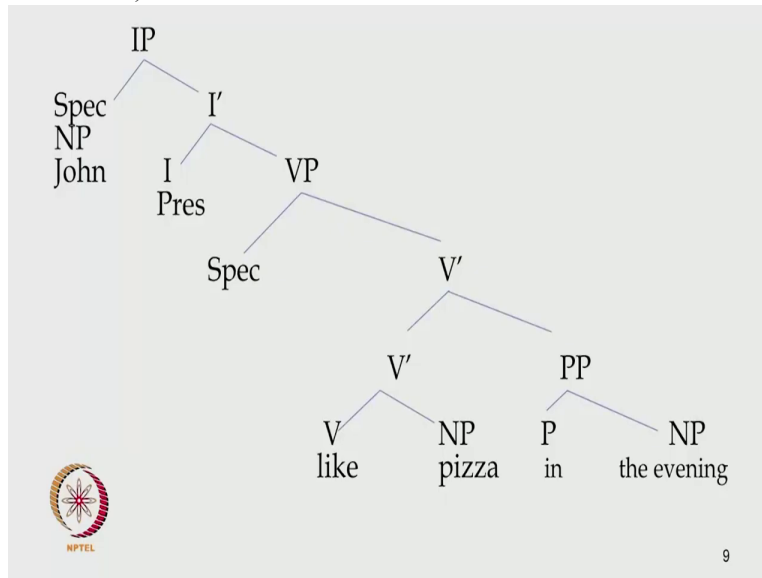 IP
Spec I′
NP
John I VP
Pres
Spec V′
V′ PP
V NP P NP
like pizza in the evening
NPTEL
9